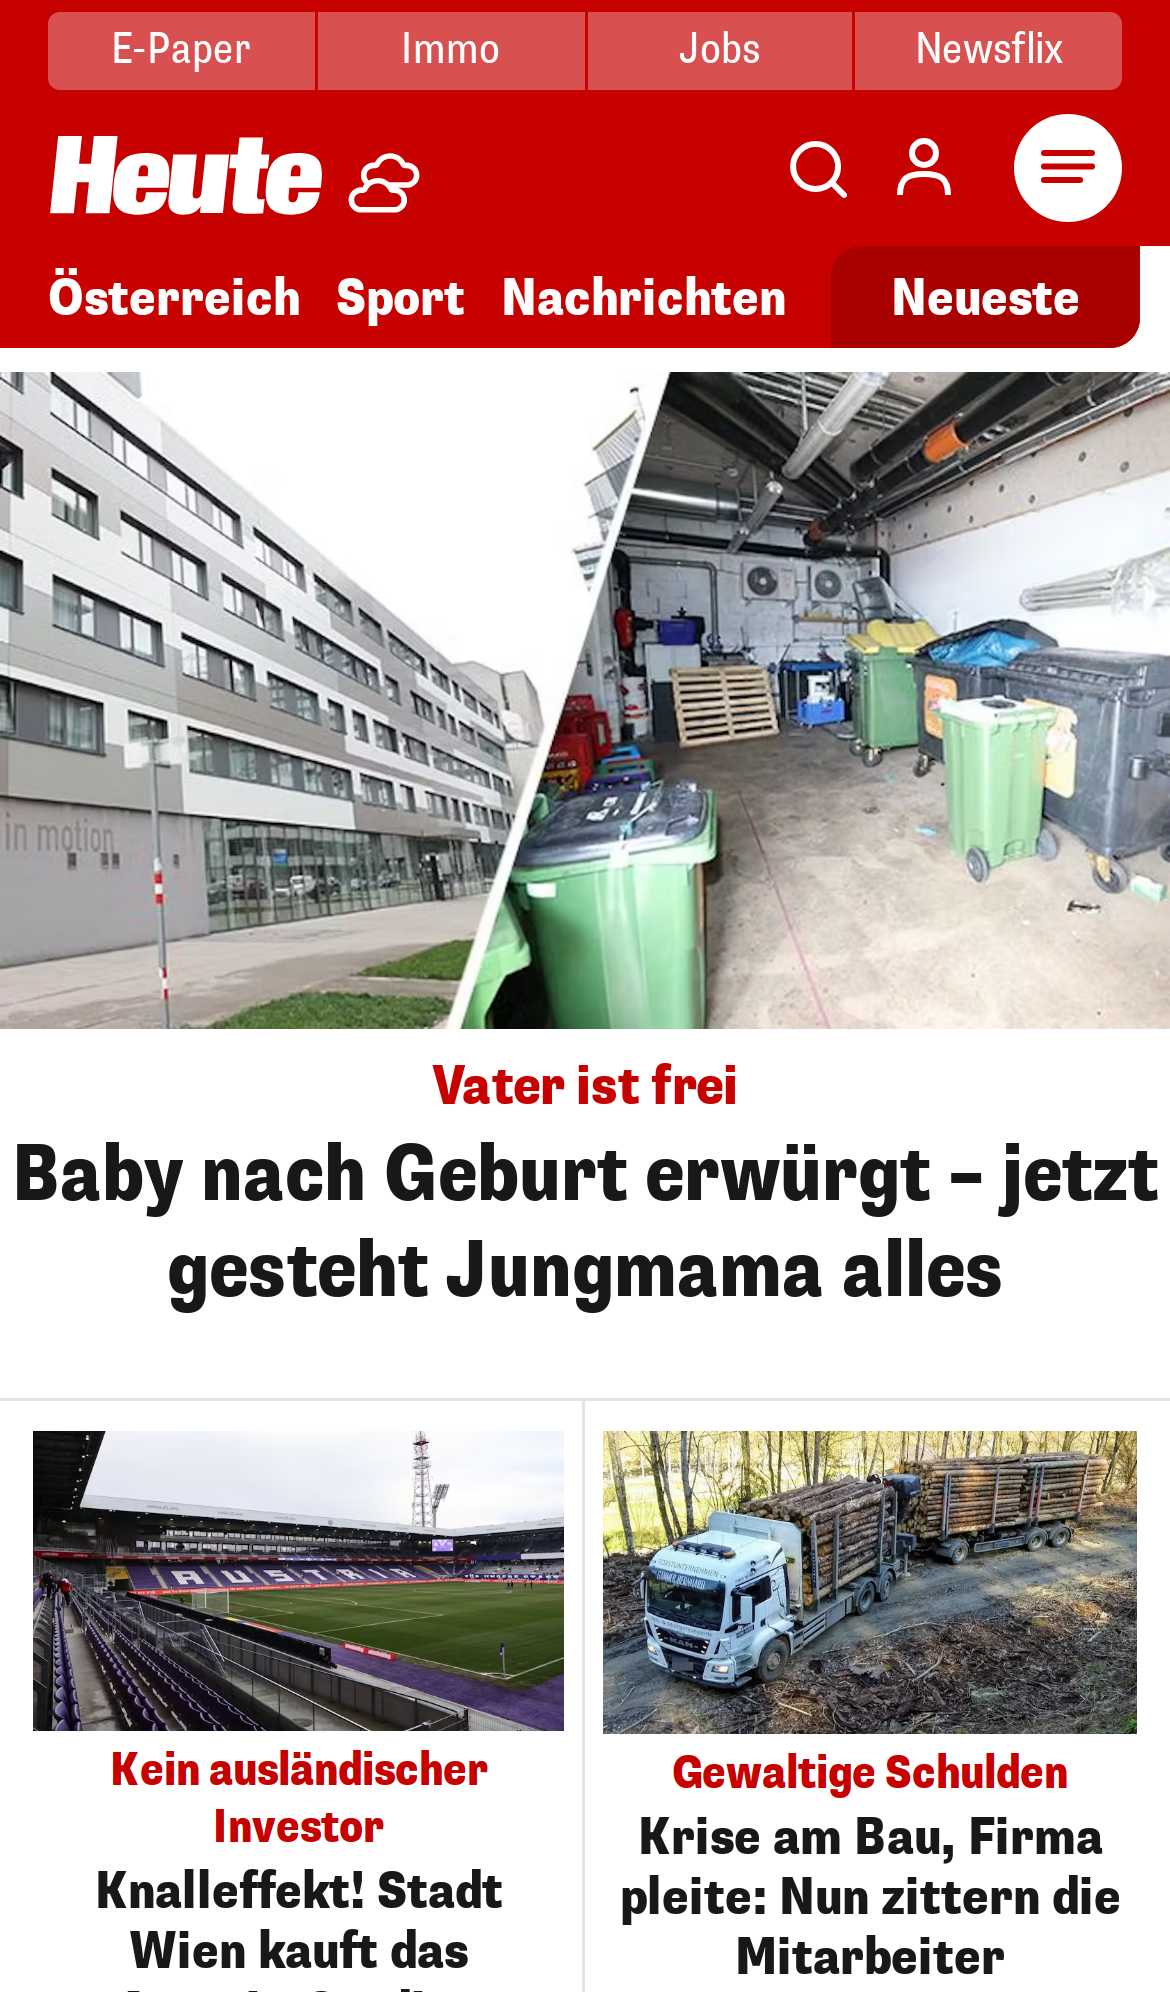 E-Paper
Immo
Jobs
Newsflix
Heute
Österreich
Sport
Nachrichten
Neueste
in motion
Vater ist frei
Baby nach Geburt erwürgt – jetzt
gesteht Jungmama alles
AUSTRIA
Kein ausländischer
Investor
Knalleffekt! Stadt
Wien kauft das
MAN
Gewaltige Schulden
Krise am Bau, Firma
pleite: Nun zittern die
Mitarbeiter